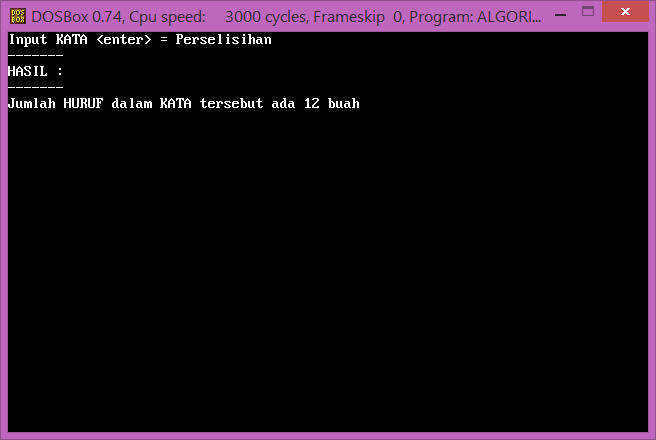 DOSBox 0.74, Cpu speed: 3000 cycles, Frameskip 0, Program: ALGORI...
Input KATA <enter> = Perselisihan
-------
HASIL :
-------
Jumlah HURUF dalam KATA tersebut ada 12 buah